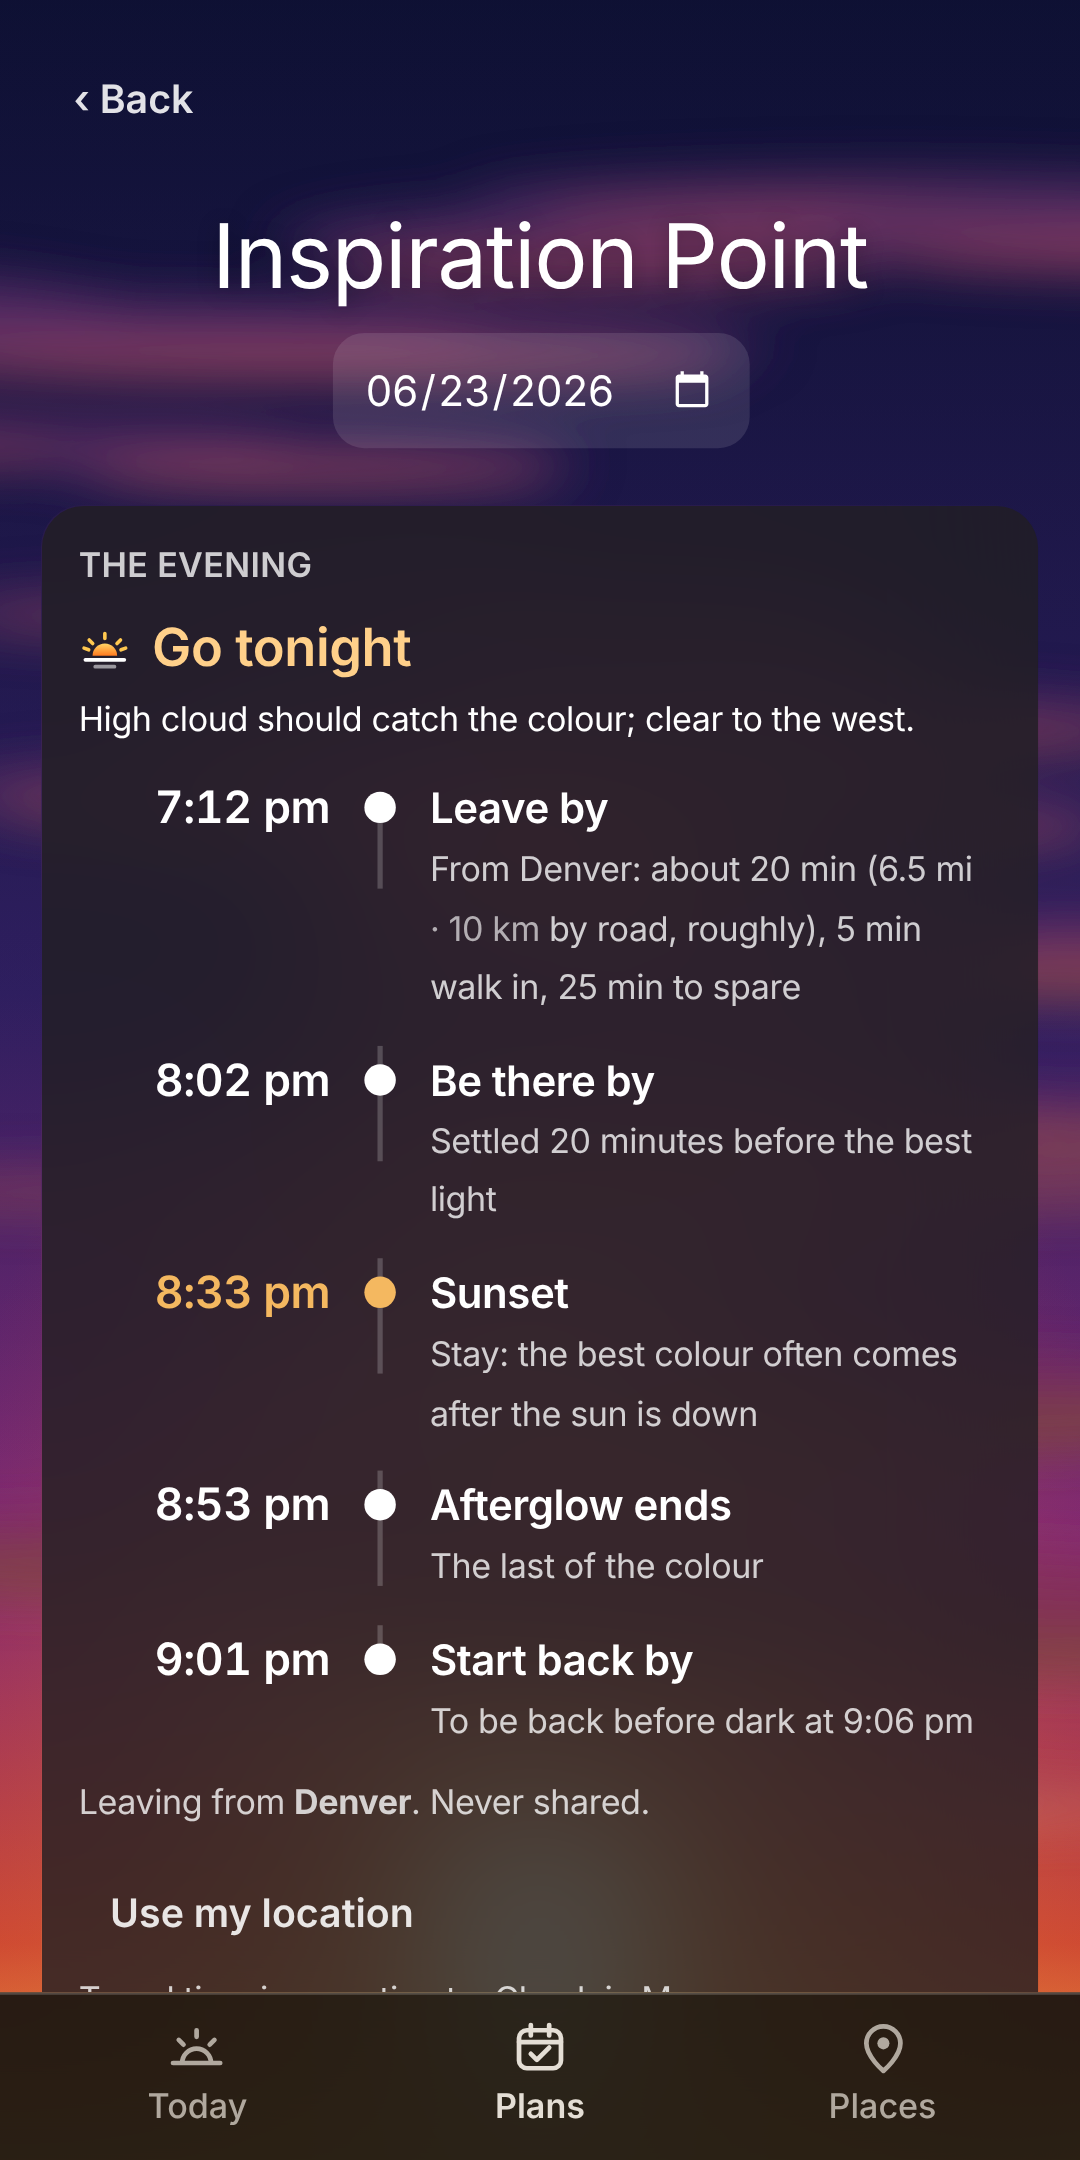 ‹ Back
Inspiration Point
06/23/2026
THE EVENING
Go tonight
High cloud should catch the colour; clear to the west.
7:12 pm
Leave by
From Denver: about 20 min (6.5 mi
· 10 km by road, roughly), 5 min
walk in, 25 min to spare
8:02 pm
Be there by
Settled 20 minutes before the best
light
8:33 pm
Sunset
Stay: the best colour often comes
after the sun is down
8:53 pm
Afterglow ends
The last of the colour
9:01 pm
Start back by
To be back before dark at 9:06 pm
Leaving from Denver. Never shared.
Use my location
Today
Plans
Places